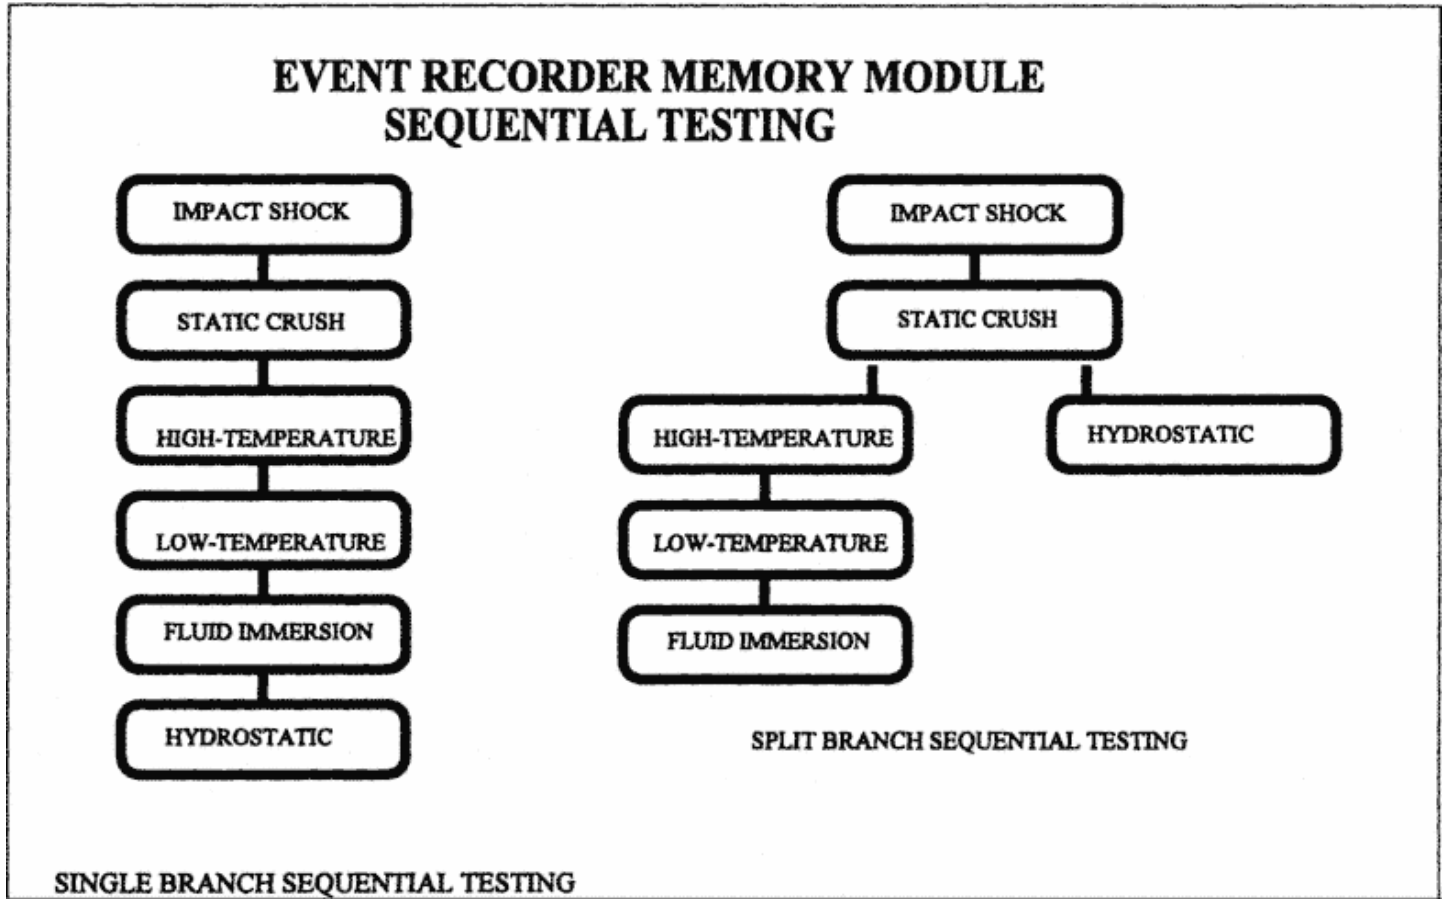 EVENT RECORDER MEMORY MODULE
SEQUENTIAL TESTING
IMPACT SHOCK
STATIC CRUSH
HIGH-TEMPERATURE
LOW-TEMPERATURE
FLUID IMMERSION
HYDROSTATIC
SINGLE BRANCH SEQUENTIAL TESTING
IMPACT SHOCK
STATIC CRUSH
HIGH-TEMPERATURE
HYDROSTATIC
LOW-TEMPERATURE
FLUID IMMERSION
SPLIT BRANCH SEQUENTIAL TESTING